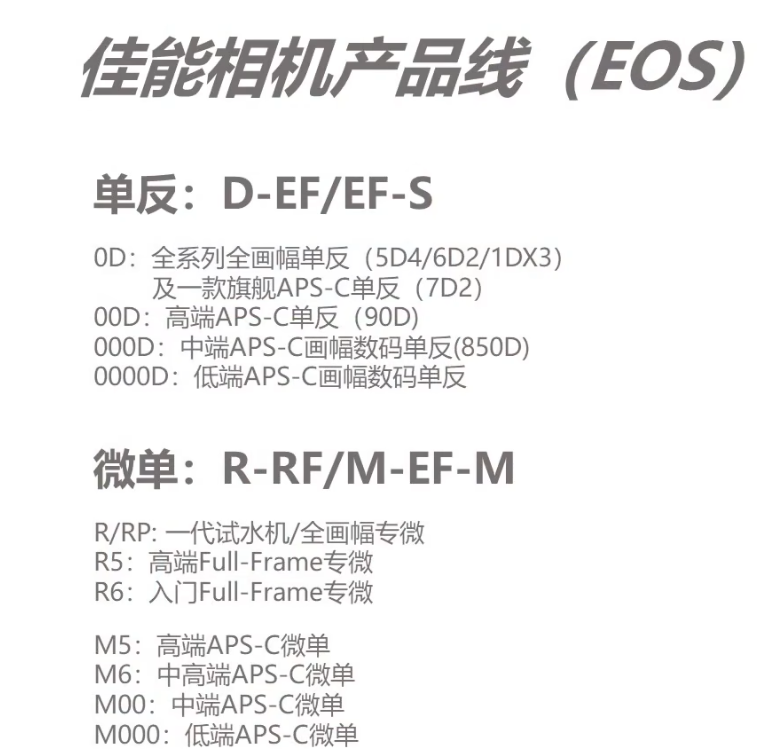 佳能相机产品线（EOS）
单反：D-EF/EF-S
0D：全系列全画幅单反（5D4/6D2/1DX3）
及一款旗舰APS-C单反（7D2）
00D：高端APS-C单反（90D)
000D：中端APS-C画幅数码单反(850D)
0000D：低端APS-C画幅数码单反
微单：R-RF/M-EF-M
R/RP: 一代试水机/全画幅专微
R5：高端Full-Frame专微
R6：入门Full-Frame专微
M5：高端APS-C微单
M6：中高端APS-C微单
M00：中端APS-C微单
M000：低端APS-C微单